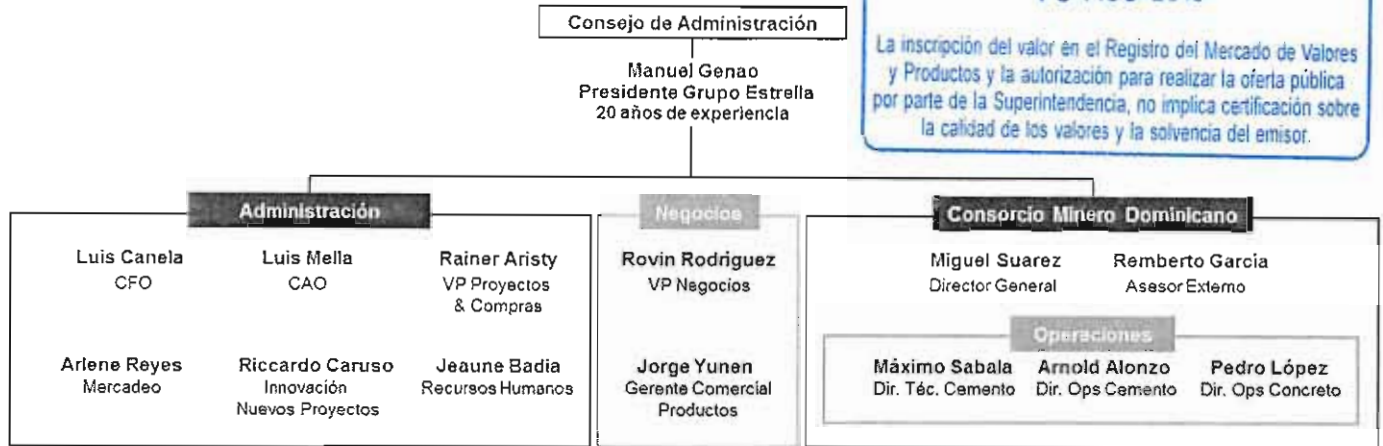 Consejo de Administración
Manuel Genao
Presidente Grupo Estrella
20 años de experiencia
La inscripción del valor en el Registro del Mercado de Valores
y Productos y la autorización para realizar la oferta pública
por parte de la Superintendencia, no implica certificación sobre
la calidad de los valores y la solvencia del emisor.
Administración
Luis Canela
CFO
Luis Mella
CAO
Rainer Aristy
VP Proyectos
& Compras
Arlene Reyes
Mercadeo
Riccardo Caruso
Innovación
Nuevos Proyectos
Jeaune Badia
Recursos Humanos
Negocios
Rovin Rodriguez
VP Negocios
Jorge Yunen
Gerente Comercial
Productos
Consorcio Minero Dominicano
Miguel Suarez
Director General
Remberto Garcia
Asesor Externo
Operaciones
Máximo Sabala
Dir. Téc. Cemento
Arnold Alonzo
Dir. Ops Cemento
Pedro López
Dir. Ops Concreto